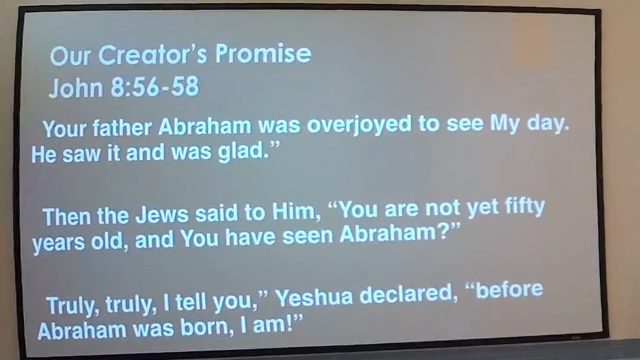 Our Creator's Promise
John 8:56-58
Your father Abraham was overjoyed to see My day.
He saw it and was glad.”
Then the Jews said to Him, “You are not yet fifty
years old, and You have seen Abraham?”
Truly, truly, I tell you,” Yeshua declared, “before
Abraham was born, I am!”